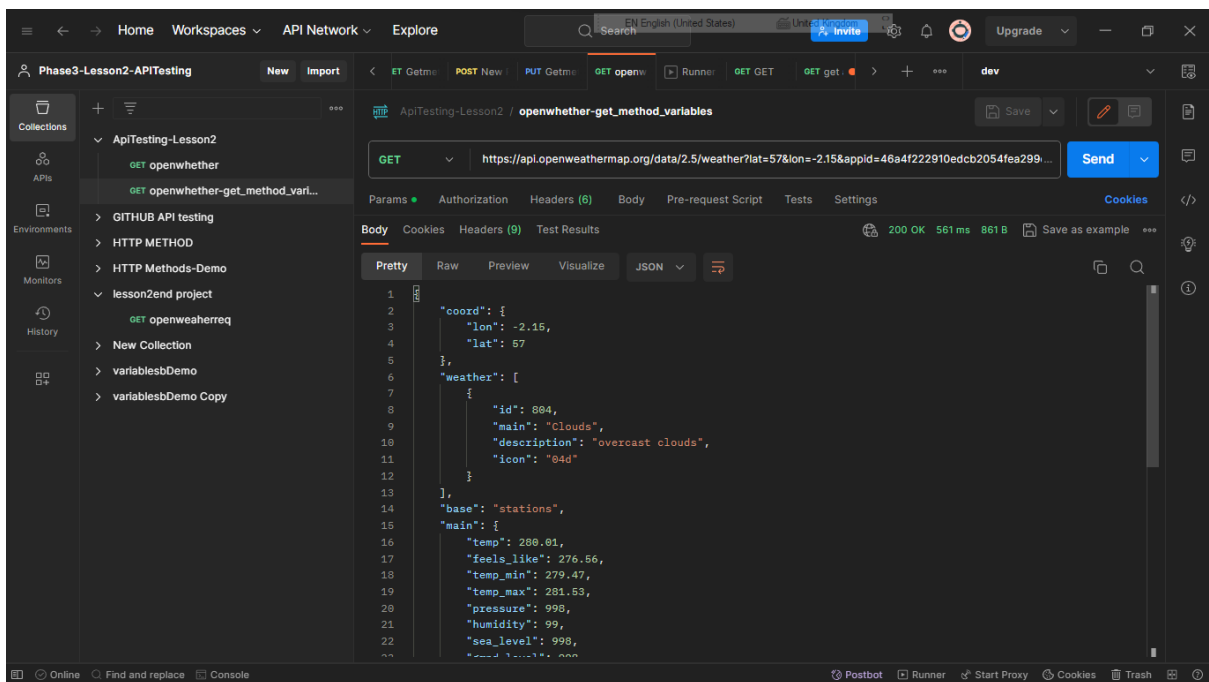 EN English (United States) United Kingdom
Home Workspaces API Network Explore Search Invite Upgrade
Phase3-Lesson2-APITesting New Import ET Getme POST New PUT Getme GET openw Runner GET GET GET get dev
Collections
APIs
Environments
Monitors
History
ApiTesting-Lesson2
GET openwhether
GET openwhether-get_method_vari...
GITHUB API testing
HTTP METHOD
HTTP Methods-Demo
lesson2end project
GET openweaherreq
New Collection
variablesbDemo
variablesbDemo Copy
HTTP ApiTesting-Lesson2 / openwhether-get_method_variables Save
GET https://api.openweathermap.org/data/2.5/weather?lat=57&lon=-2.15&appid=46a4f222910edcb2054fea299... Send
Params Authorization Headers (6) Body Pre-request Script Tests Settings Cookies
Body Cookies Headers (9) Test Results 200 OK 561 ms 861 B Save as example
Pretty Raw Preview Visualize JSON
1 {
2 "coord": {
3 "lon": -2.15,
4 "lat": 57
5 },
6 "weather": [
7 {
8 "id": 804,
9 "main": "Clouds",
10 "description": "overcast clouds",
11 "icon": "04d"
12 }
13 ],
14 "base": "stations",
15 "main": {
16 "temp": 280.01,
17 "feels_like": 276.56,
18 "temp_min": 279.47,
19 "temp_max": 281.53,
20 "pressure": 998,
21 "humidity": 99,
22 "sea_level": 998,
Online Find and replace Console Postbot Runner Start Proxy Cookies Trash